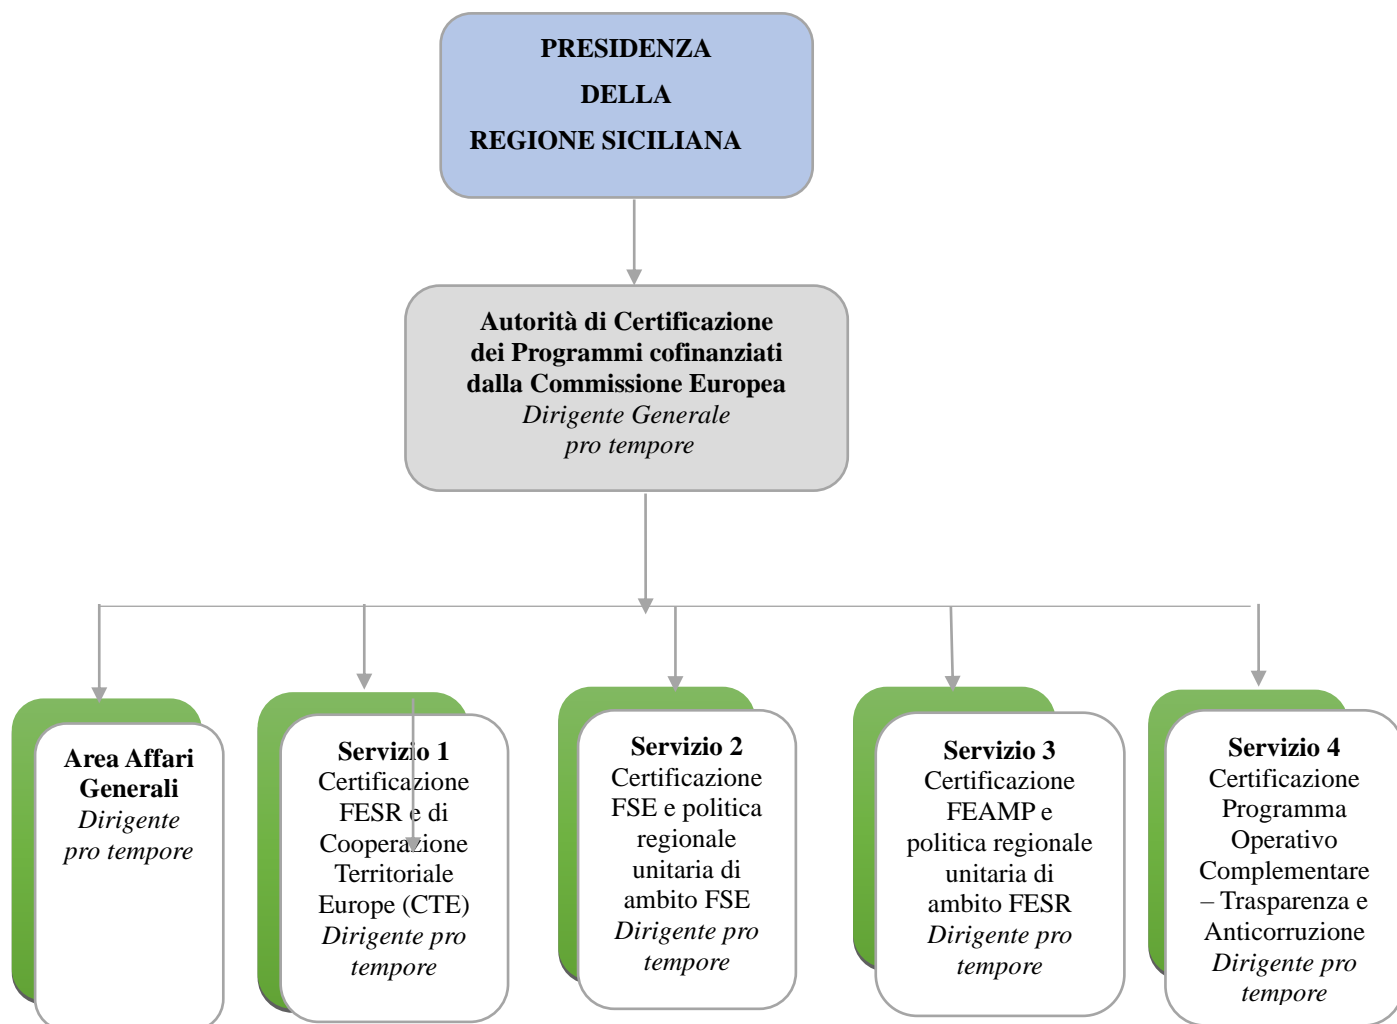 PRESIDENZA
DELLA
REGIONE SICILIANA
Autorità di Certificazione
dei Programmi cofinanziati
dalla Commissione Europea
Dirigente Generale
pro tempore
Area Affari
Generali
Dirigente
pro tempore
Servizio 1
Certificazione
FESR e di
Cooperazione
Territoriale
Europe (CTE)
Dirigente pro
tempore
Servizio 2
Certificazione
FSE e politica
regionale
unitaria di
ambito FSE
Dirigente pro
tempore
Servizio 3
Certificazione
FEAMP e
politica regionale
unitaria di
ambito FESR
Dirigente pro
tempore
Servizio 4
Certificazione
Programma
Operativo
Complementare
– Trasparenza e
Anticorruzione
Dirigente pro
tempore